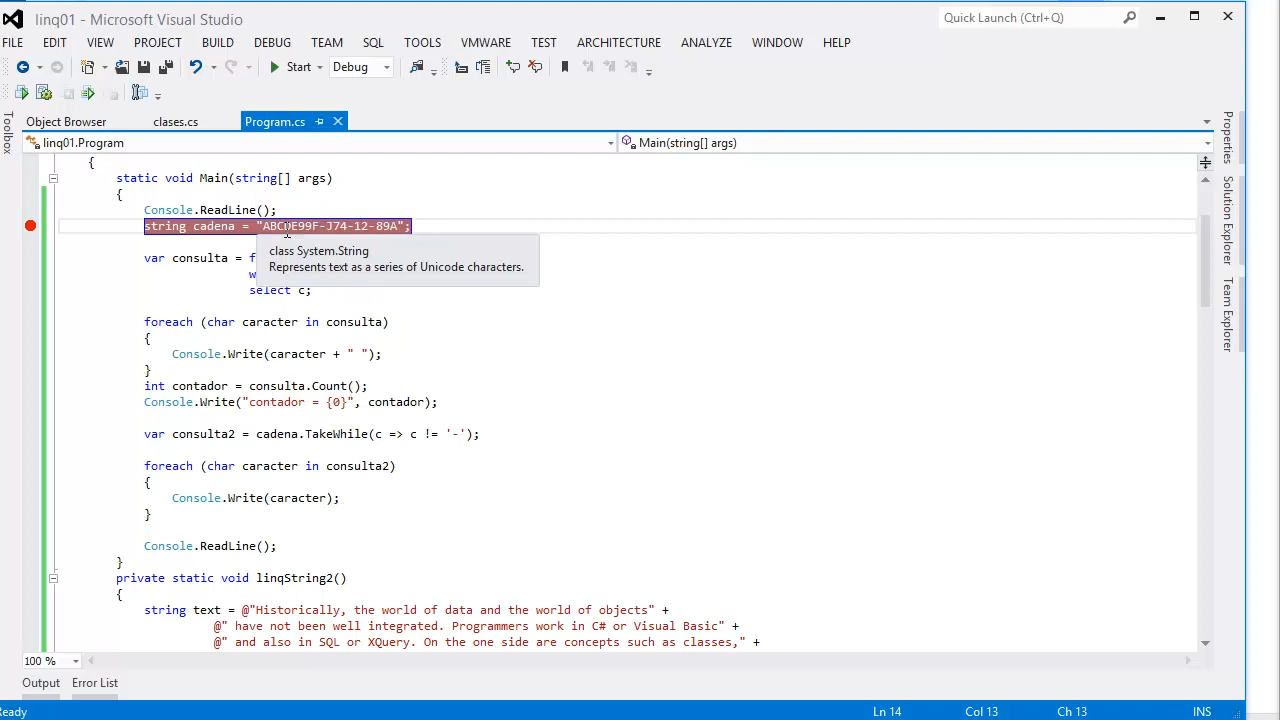 linq01 - Microsoft Visual Studio
Quick Launch (Ctrl+Q)
FILE EDIT VIEW PROJECT BUILD DEBUG TEAM SQL TOOLS VMWARE TEST ARCHITECTURE ANALYZE WINDOW HELP
Start Debug
Toolbox
Object Browser clases.cs Program.cs
linq01.Program Main(string[] args)
{
static void Main(string[] args)
{
Console.ReadLine();
string cadena = "ABCDE99F-J74-12-89A";
class System.String
Represents text as a series of Unicode characters.
var consulta = f
w
select c;
foreach (char caracter in consulta)
{
Console.Write(caracter + " ");
}
int contador = consulta.Count();
Console.Write("contador = {0}", contador);
var consulta2 = cadena.TakeWhile(c => c != '-');
foreach (char caracter in consulta2)
{
Console.Write(caracter);
}
Console.ReadLine();
}
private static void linqString2()
{
string text = @"Historically, the world of data and the world of objects" +
@" have not been well integrated. Programmers work in C# or Visual Basic" +
@" and also in SQL or XQuery. On the one side are concepts such as classes," +
100 %
Properties
Solution Explorer
Team Explorer
Output Error List
Ready Ln 14 Col 13 Ch 13 INS